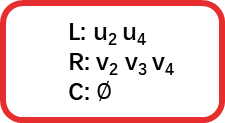 L: u₂ u₄
R: v₂ v₃ v₄
C: Ø